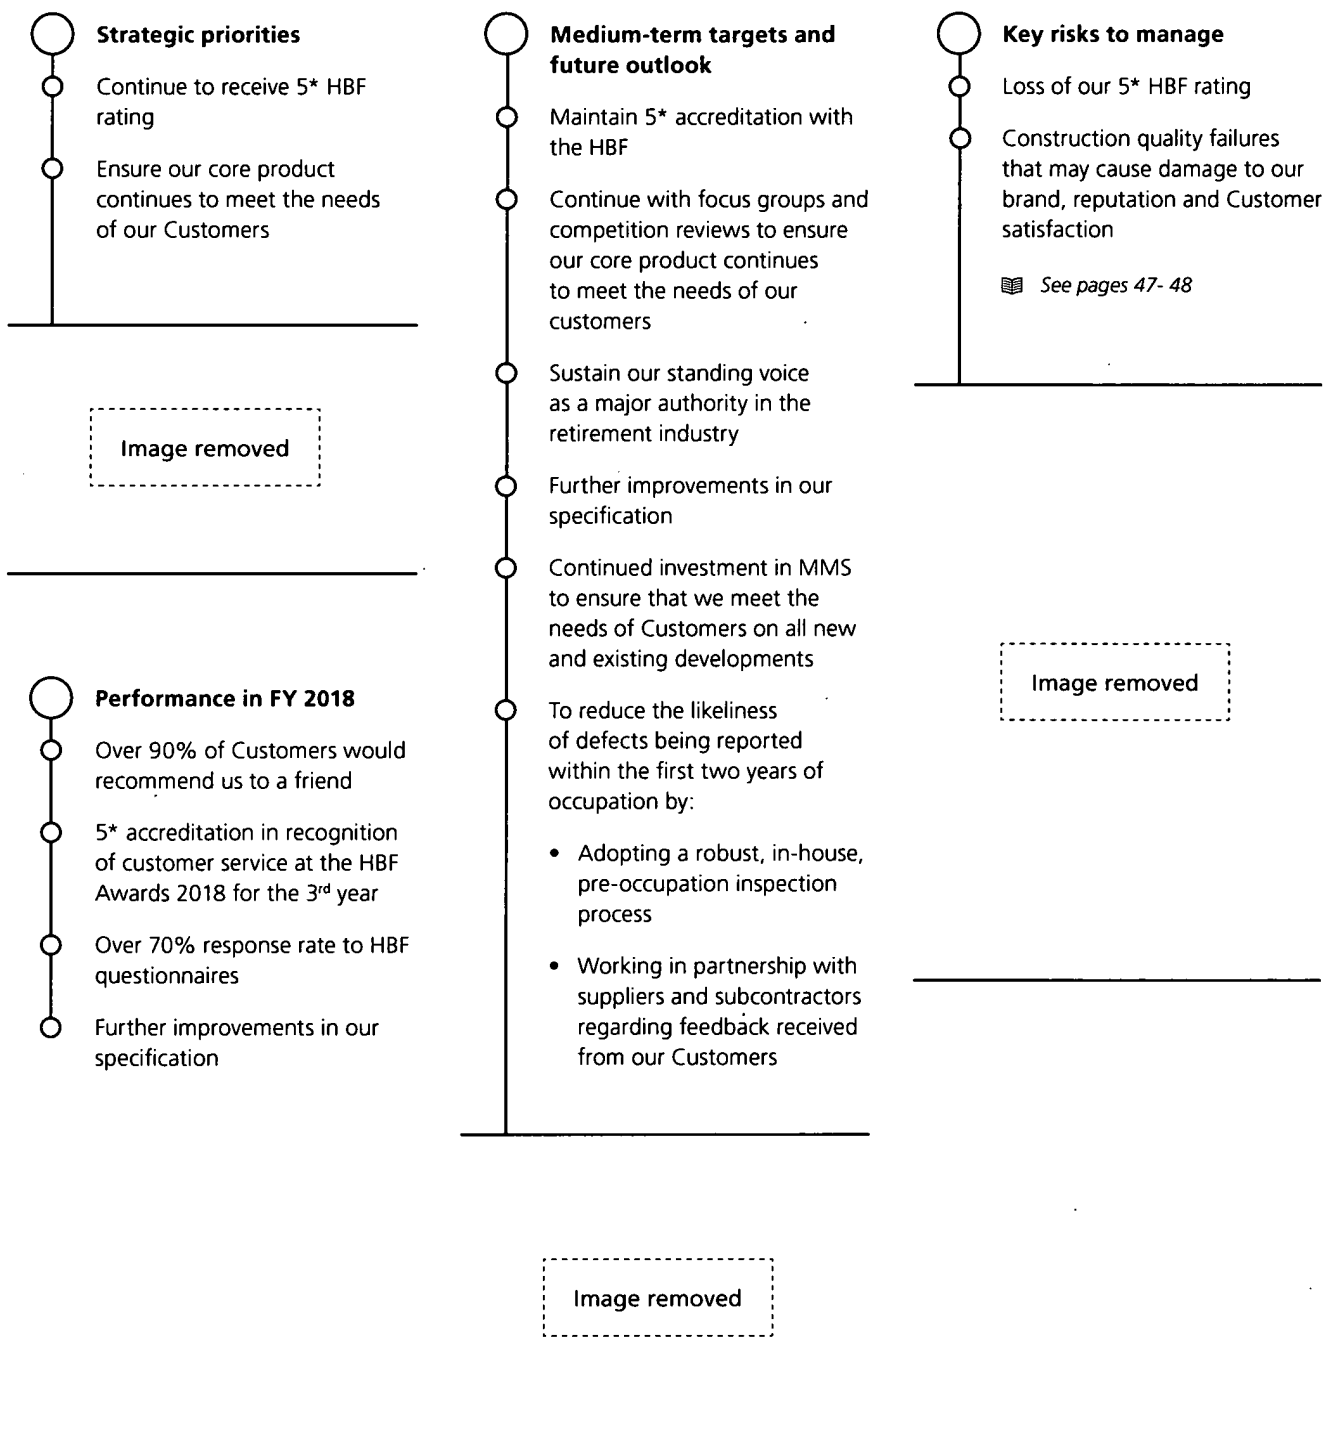 Strategic priorities
Continue to receive 5* HBF
rating
Ensure our core product
continues to meet the needs
of our Customers
Image removed
Performance in FY 2018
Over 90% of Customers would
recommend us to a friend
5* accreditation in recognition
of customer service at the HBF
Awards 2018 for the 3rd year
Over 70% response rate to HBF
questionnaires
Further improvements in our
specification
Medium-term targets and
future outlook
Maintain 5* accreditation with
the HBF
Continue with focus groups and
competition reviews to ensure
our core product continues
to meet the needs of our
customers
Sustain our standing voice
as a major authority in the
retirement industry
Further improvements in our
specification
Continued investment in MMS
to ensure that we meet the
needs of Customers on all new
and existing developments
To reduce the likeliness
of defects being reported
within the first two years of
occupation by:
• Adopting a robust, in-house,
pre-occupation inspection
process
• Working in partnership with
suppliers and subcontractors
regarding feedback received
from our Customers
Image removed
Key risks to manage
Loss of our 5* HBF rating
Construction quality failures
that may cause damage to our
brand, reputation and Customer
satisfaction
See pages 47- 48
Image removed